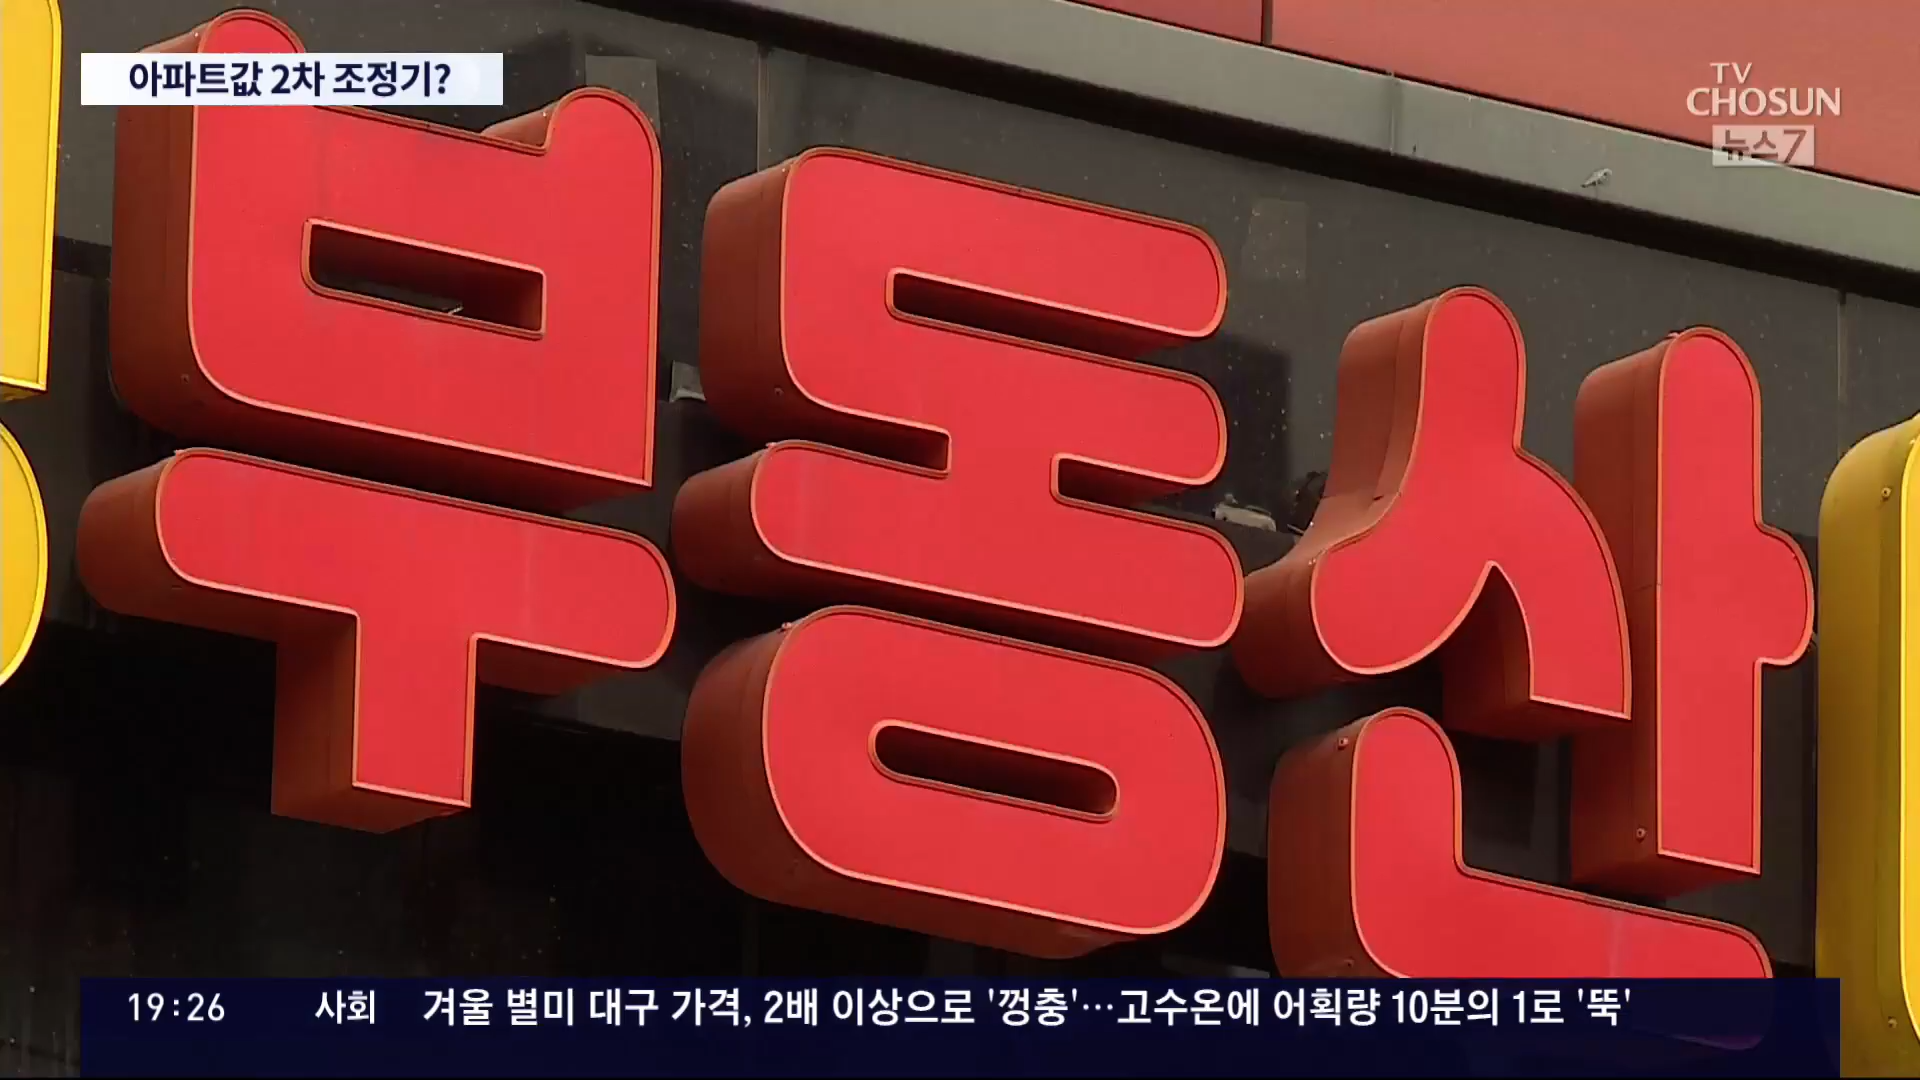 아파트값 2차 조정기?
TV
CHOSUN
뉴스7
부동산
19:26 사회 겨울 별미 대구 가격, 2배 이상으로 '껑충'…고수온에 어획량 10분의 1로 '뚝'